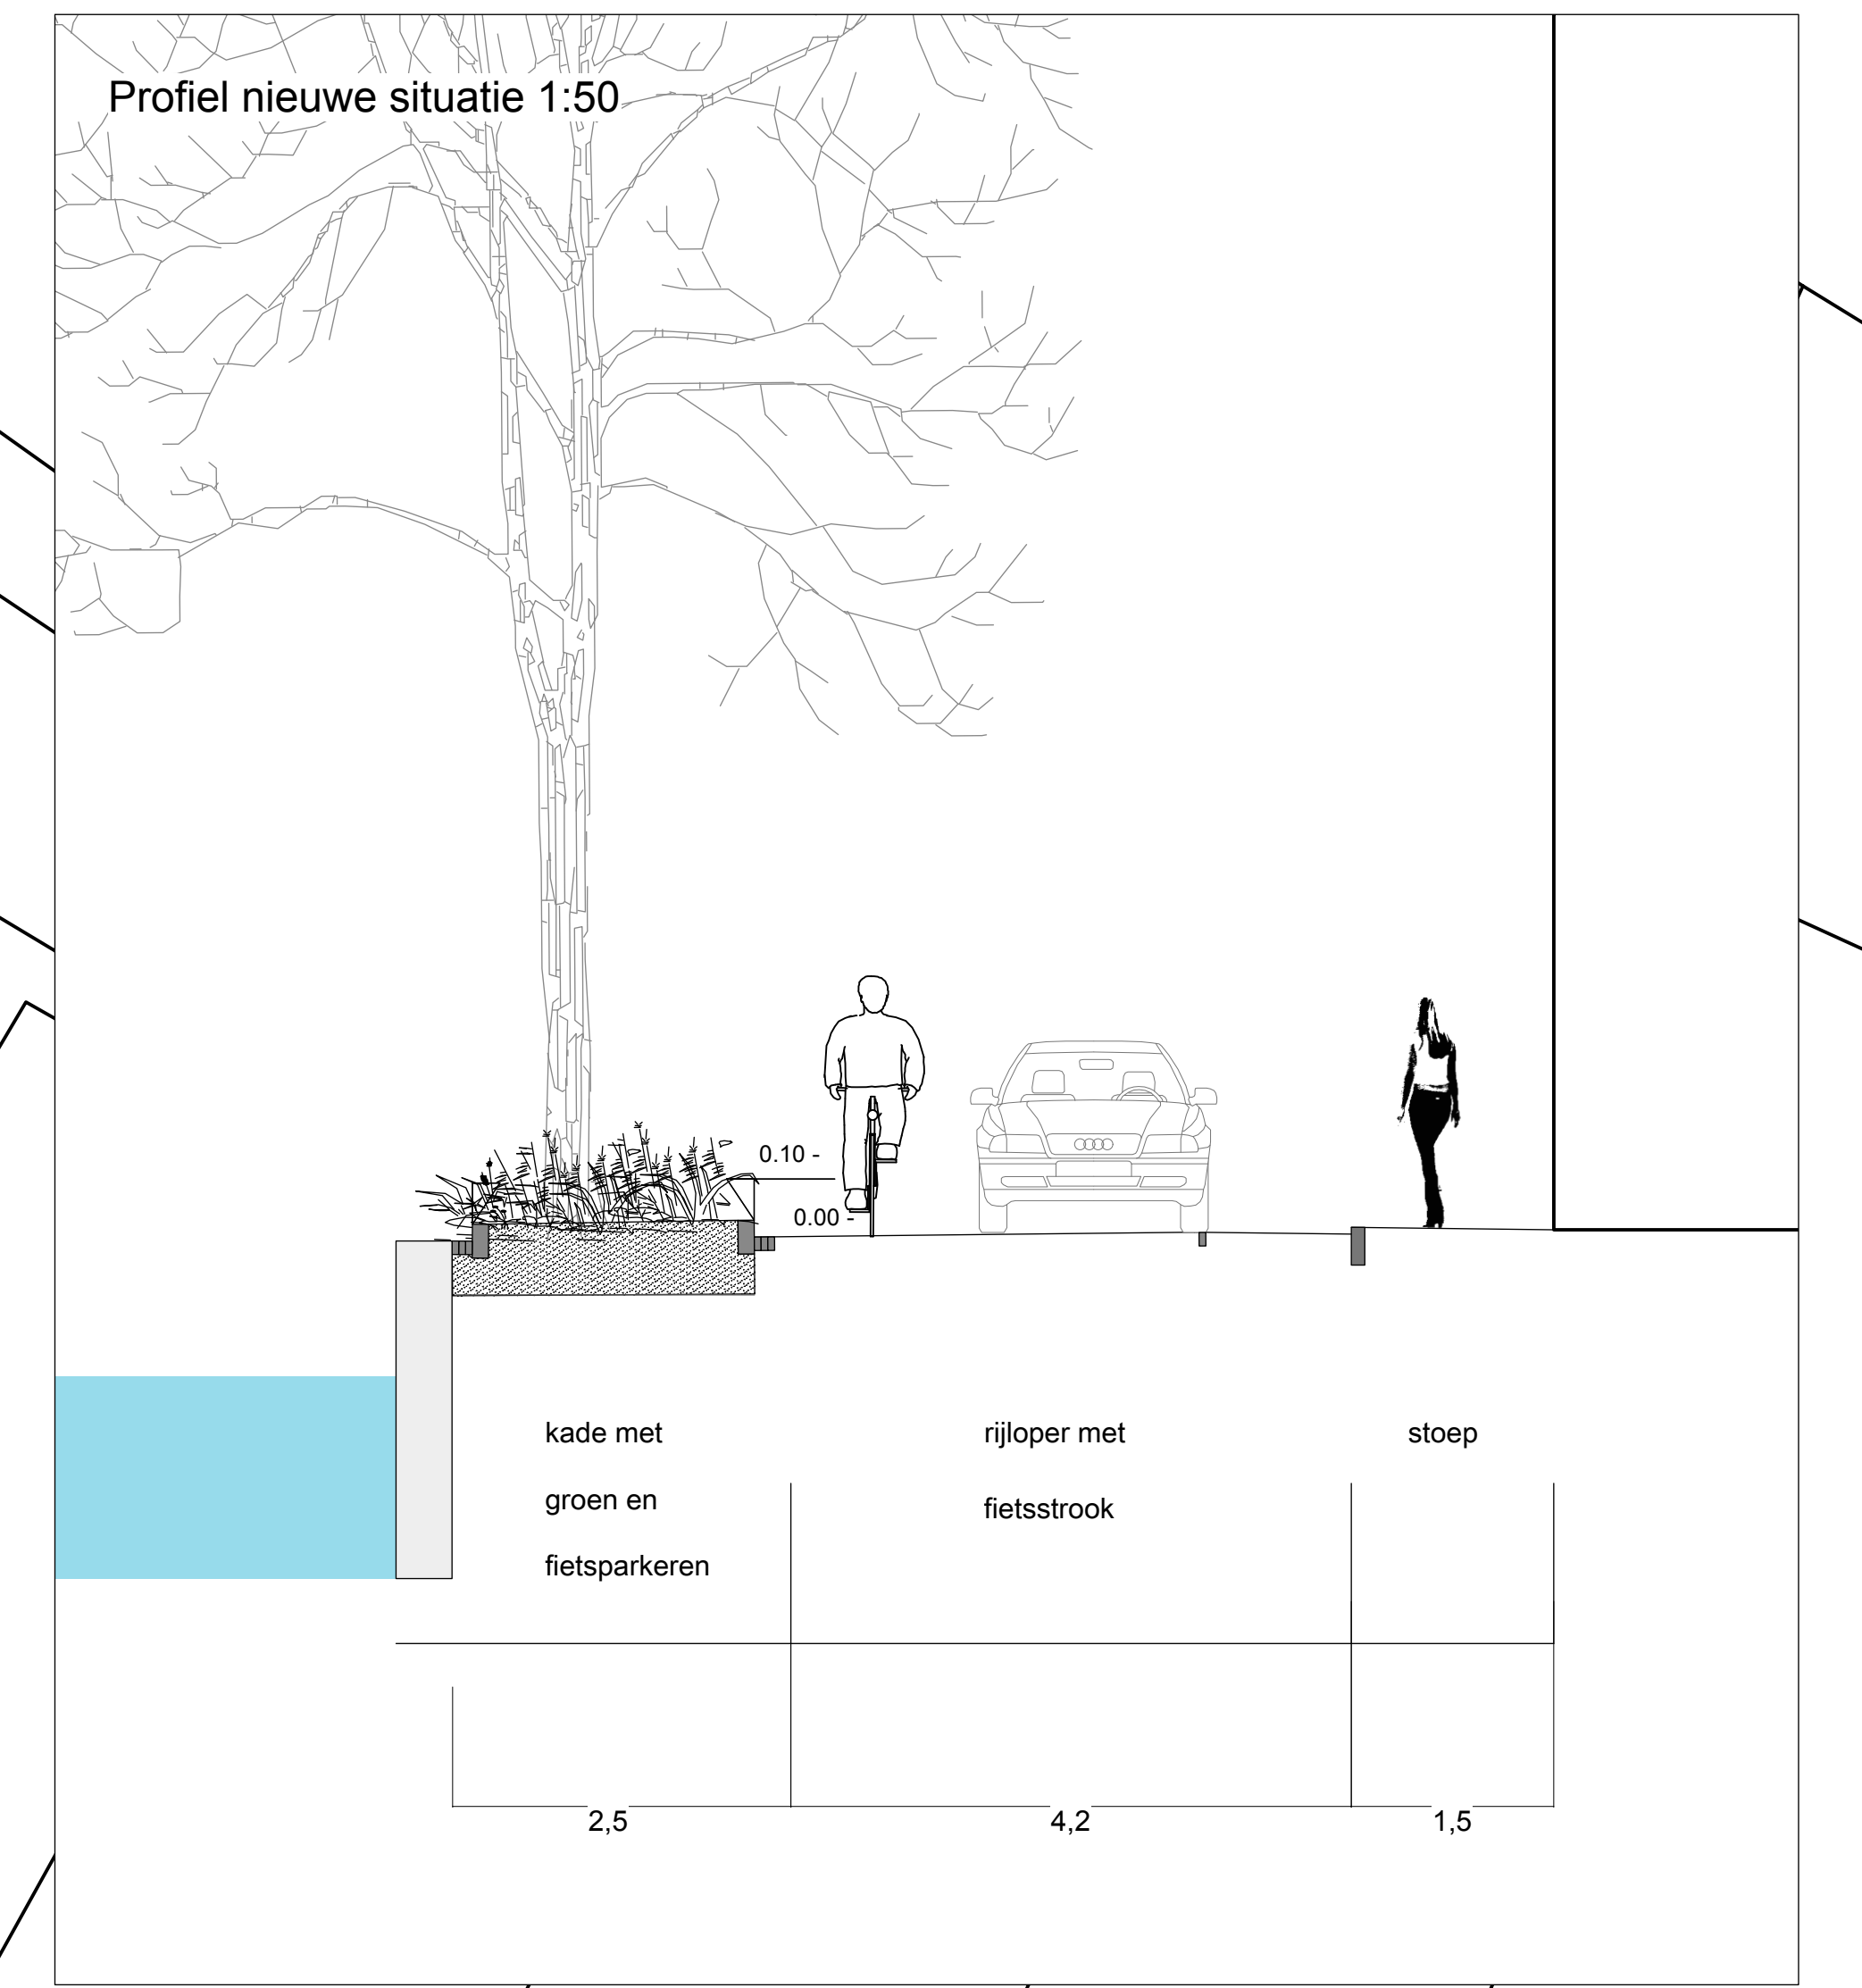 Profiel nieuwe situatie 1:50
0.10 -
0.00 -
kade met
groen en
fietsparkeren
rijloper met
fietsstrook
stoep
2,5
4,2
1,5